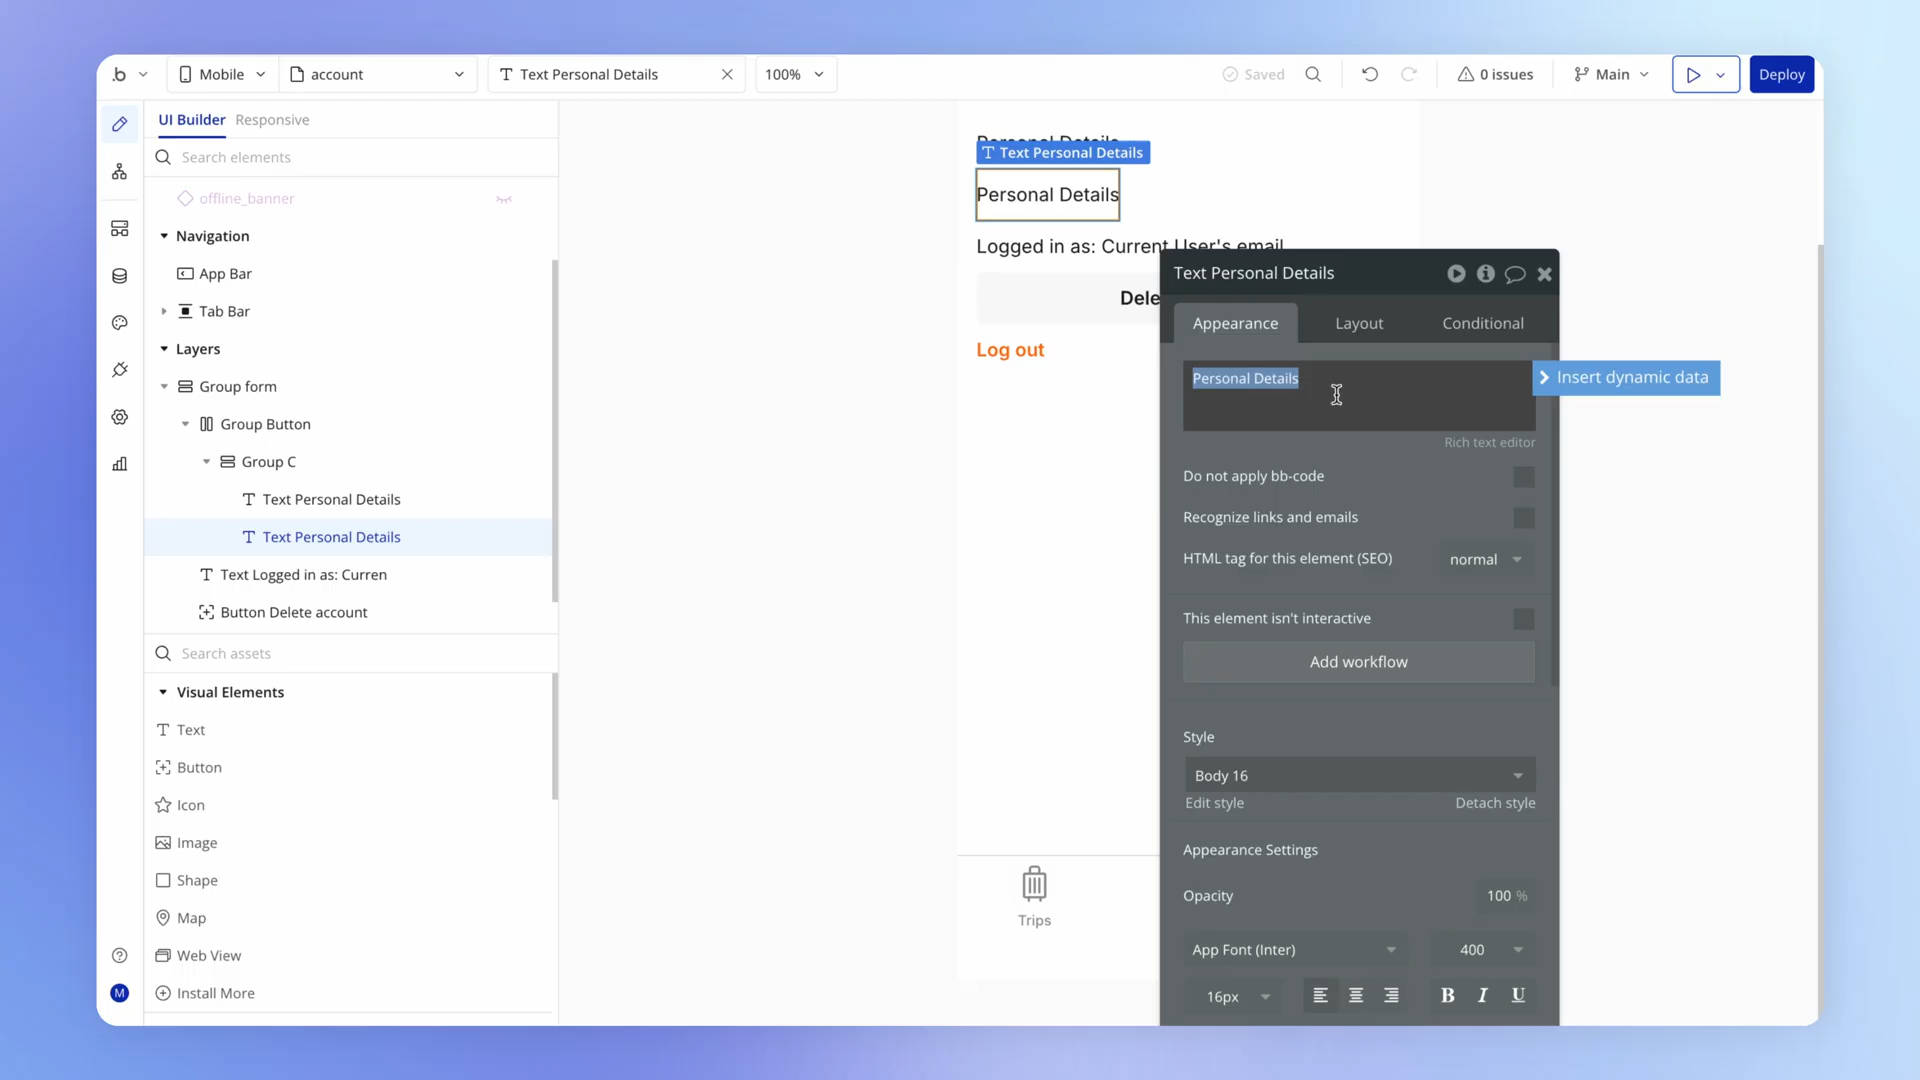 .b
Mobile
account
Text Personal Details
100%
Saved
0 issues
Main
Deploy
UI Builder
Responsive
Search elements
offline_banner
Navigation
App Bar
Tab Bar
Layers
Group form
Group Button
Group C
Text Personal Details
Text Personal Details
Text Logged in as: Curren
Button Delete account
Search assets
Visual Elements
Text
Button
Icon
Image
Shape
Map
Web View
Install More
M
Personal Details
Text Personal Details
Personal Details
Logged in as: Current User's email
Dele
Log out
Trips
Text Personal Details
Appearance
Layout
Conditional
Personal Details
Insert dynamic data
Rich text editor
Do not apply bb-code
Recognize links and emails
HTML tag for this element (SEO)
normal
This element isn't interactive
Add workflow
Style
Body 16
Edit style
Detach style
Appearance Settings
Opacity
100 %
App Font (Inter)
400
16px
B I U